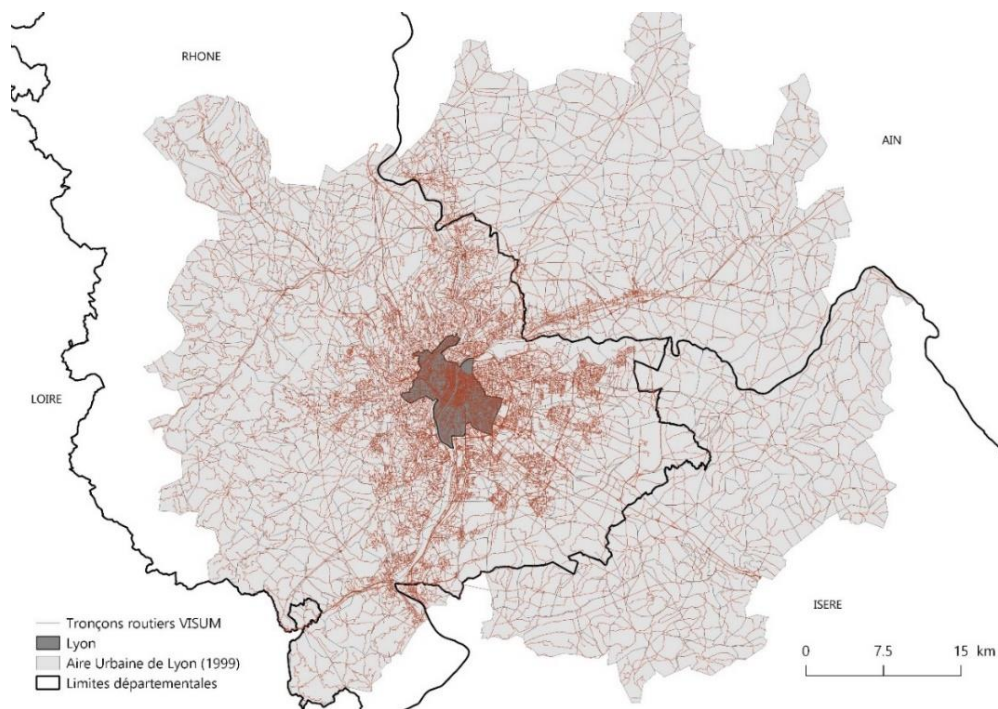 RHONE
AIN
LOIRE
ISERE
Tronçons routiers VISUM
Lyon
Aire Urbaine de Lyon (1999)
Limites départementales
0 7.5 15 km